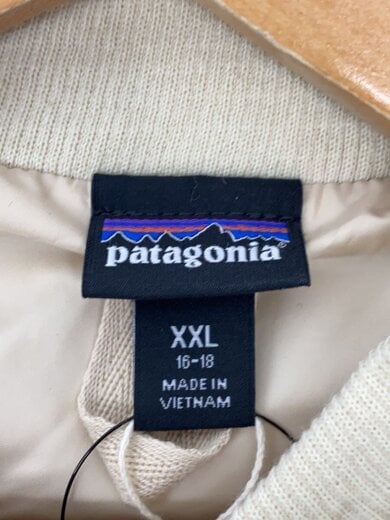 patagonia®
XXL
16-18
MADE IN
VIETNAM